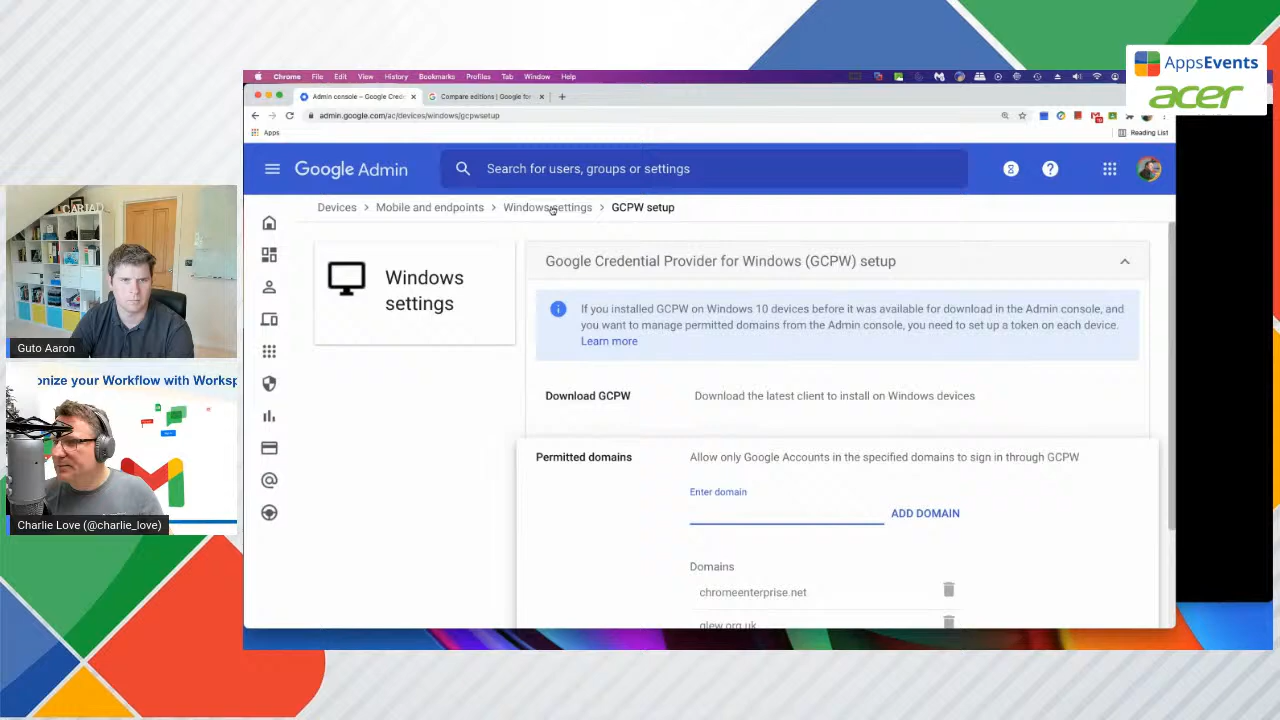 AppsEvents
acer
Chrome File Edit View History Bookmarks Profiles Tab Window Help
Admin console – Google Cred
Compare editions | Google for
admin.google.com/ac/devices/windows/gcpwsetup
Apps
Reading List
Google Admin
Search for users, groups or settings
Devices > Mobile and endpoints > Windows settings > GCPW setup
Windows
settings
Google Credential Provider for Windows (GCPW) setup
If you installed GCPW on Windows 10 devices before it was available for download in the Admin console, and
you want to manage permitted domains from the Admin console, you need to set up a token on each device.
Learn more
Download GCPW
Download the latest client to install on Windows devices
Permitted domains
Allow only Google Accounts in the specified domains to sign in through GCPW
Enter domain
ADD DOMAIN
Domains
chromeenterprise.net
glew.org.uk
CARIAD
Guto Aaron
onize your Workflow with Worksp
Charlie Love (@charlie_love)